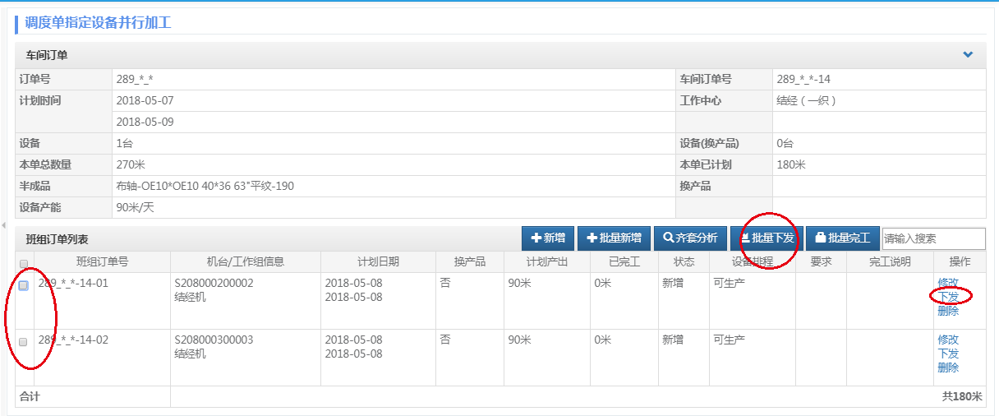 调度单指定设备并行加工
车间订单
订单号 289_*_* 车间订单号 289_*_*-14
计划时间 2018-05-07 工作中心 结经（一织）
2018-05-09
设备 1台 设备(换产品) 0台
本单总数量 270米 本单已计划 180米
半成品 布轴-OE10*OE10 40*36 63"平纹-190 换产品
设备产能 90米/天
班组订单列表 新增 批量新增 齐套分析 批量下发 批量完工 请输入搜索
班组订单号 机台/工作组信息 计划日期 换产品 计划产出 已完工 状态 设备排程 要求 完工说明 操作
289_*_*-14-01 S208000200002 2018-05-08 否 90米 0米 新增 可生产 修改
结经机 2018-05-08 下发
删除
289_*_*-14-02 S208000300003 2018-05-08 否 90米 0米 新增 可生产 修改
结经机 2018-05-08 下发
删除
合计 共180米